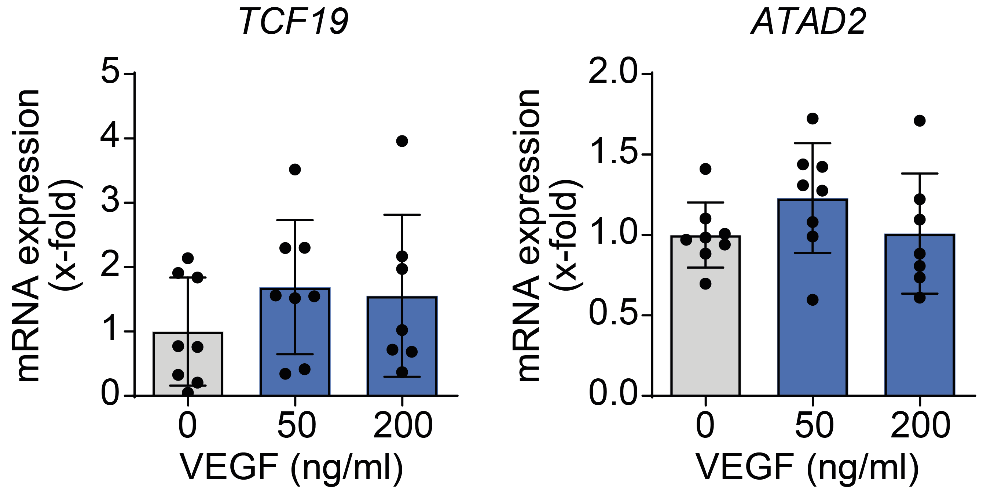 TCF19
mRNA expression
(x-fold)
5
4
3
2
1
0
0 50 200
VEGF (ng/ml)
ATAD2
mRNA expression
(x-fold)
2.0
1.5
1.0
0.5
0.0
0 50 200
VEGF (ng/ml)